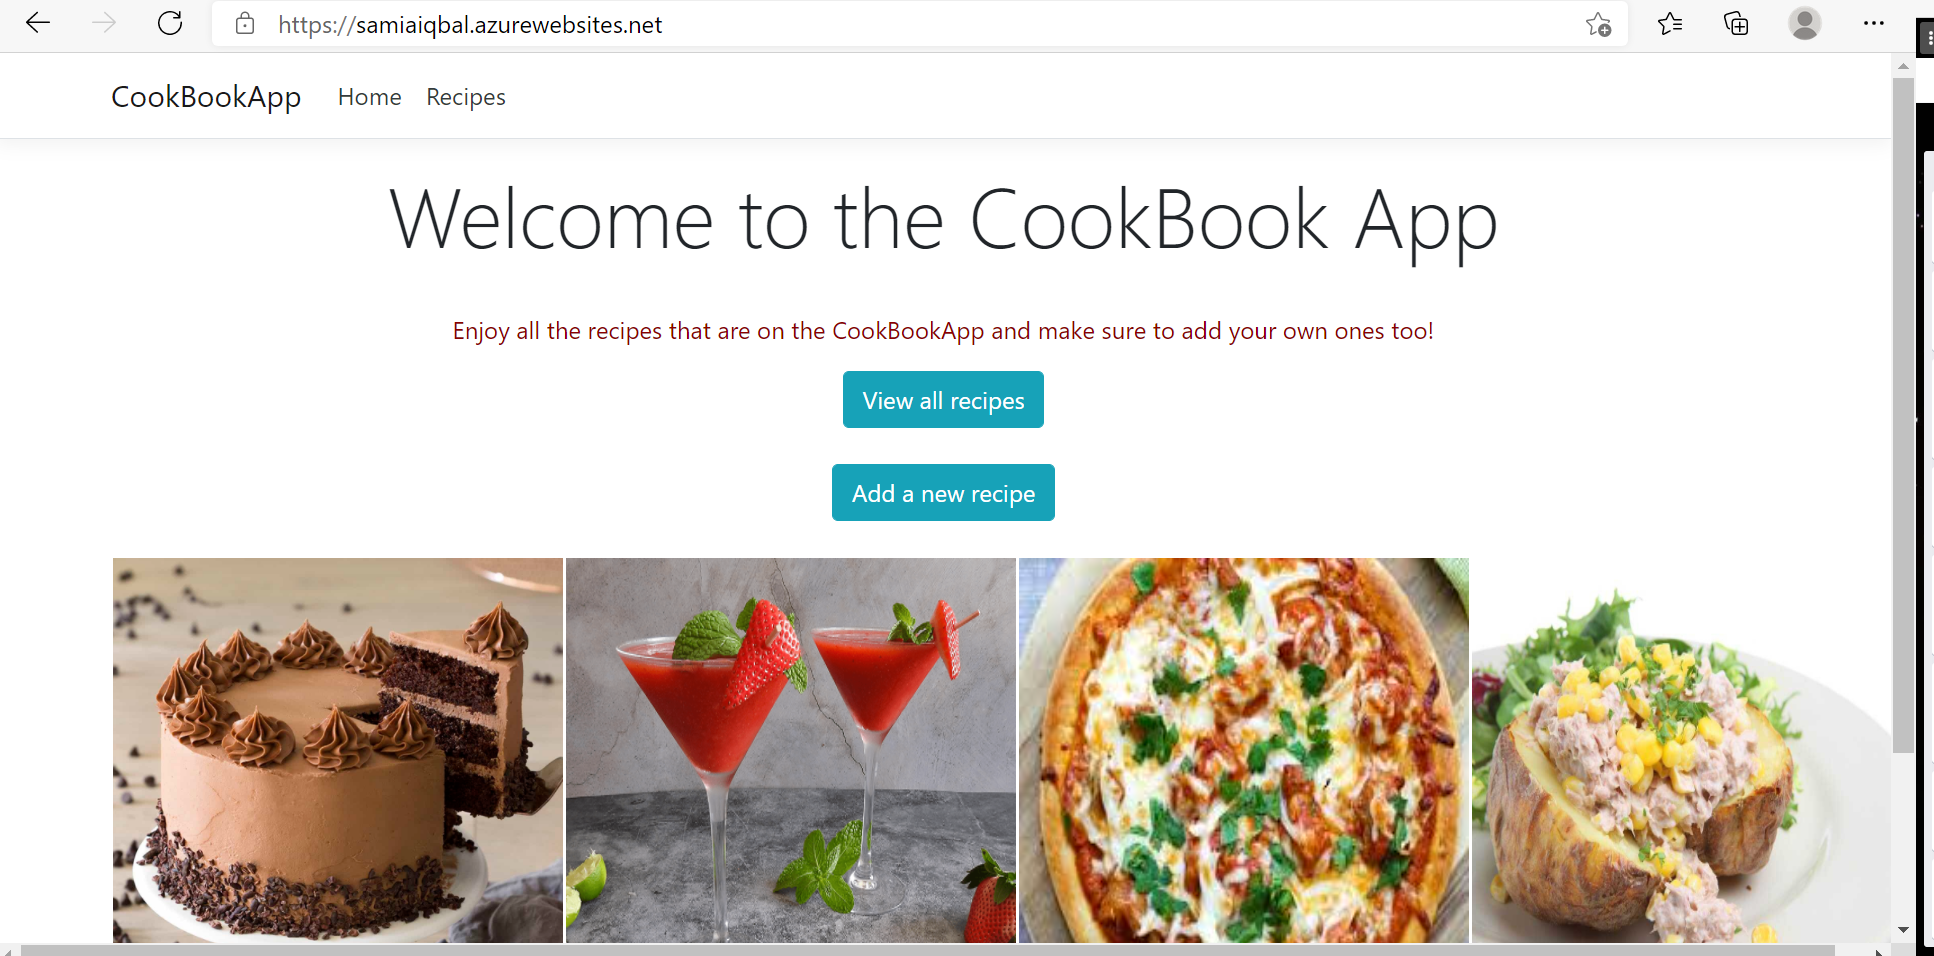 https://samiaiqbal.azurewebsites.net
CookBookApp Home Recipes
Welcome to the CookBook App
Enjoy all the recipes that are on the CookBookApp and make sure to add your own ones too!
View all recipes
Add a new recipe